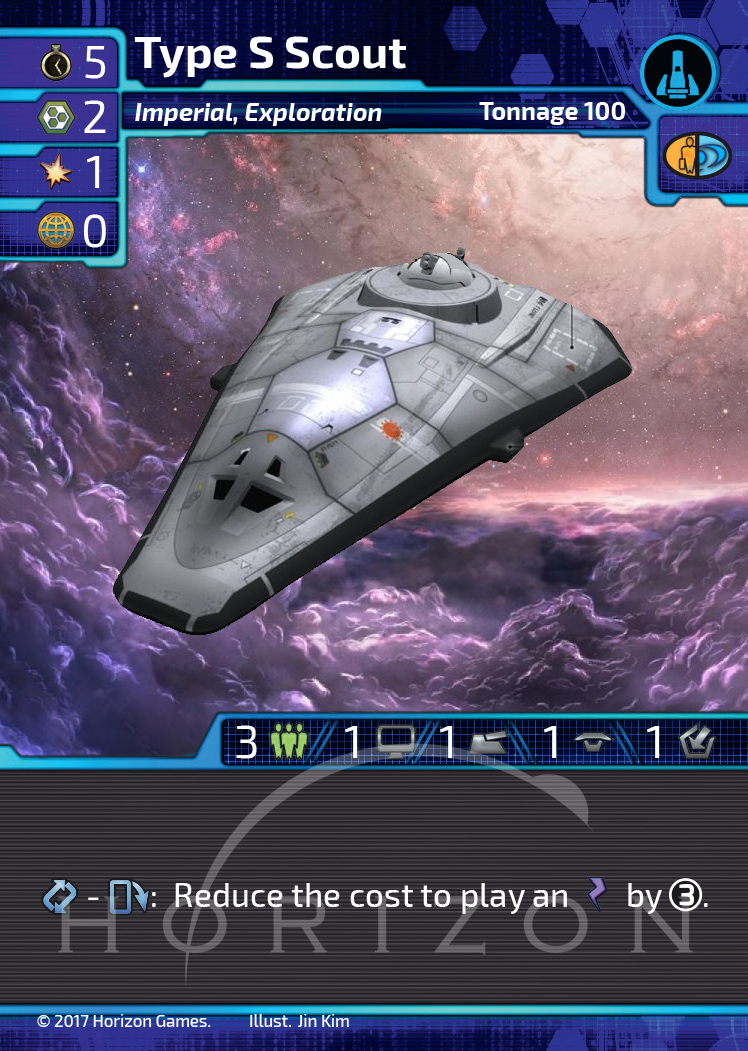 Type S Scout
5
2
1
0
Imperial, Exploration Tonnage 100
3 1 1 1 1
- : Reduce the cost to play an by 3.
HORIZON
© 2017 Horizon Games. Illust. Jin Kim